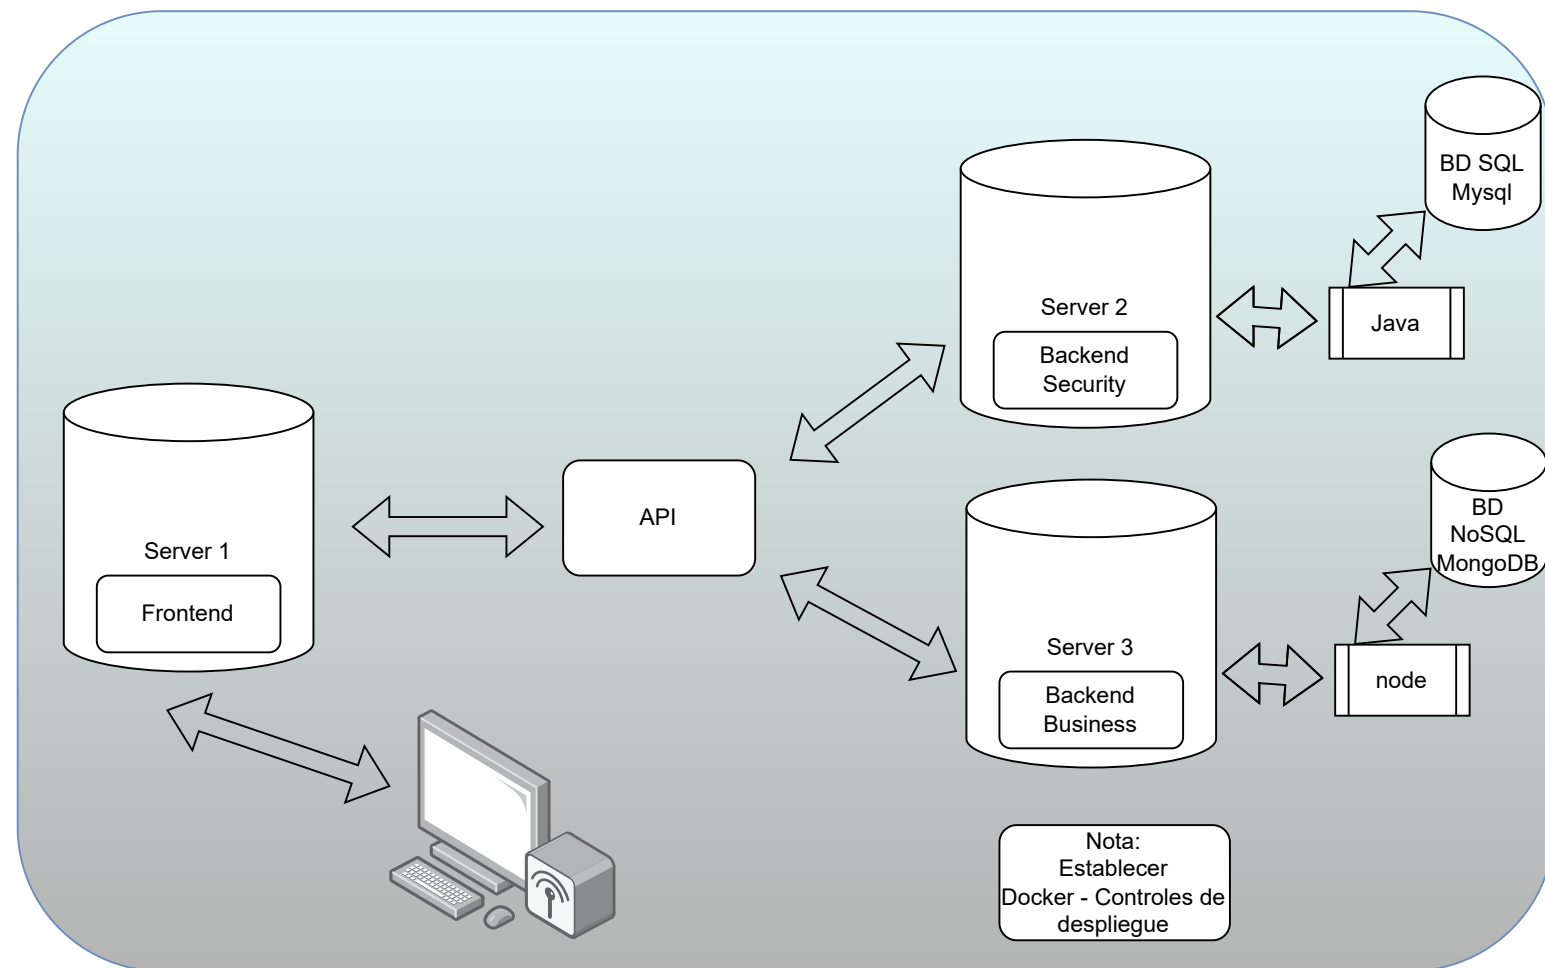 BD SQL
Mysql
Server 2
Backend
Security
Java
Server 1
Frontend
API
BD
NoSQL
MongoDB
Server 3
Backend
Business
node
Nota:
Establecer
Docker - Controles de
despliegue